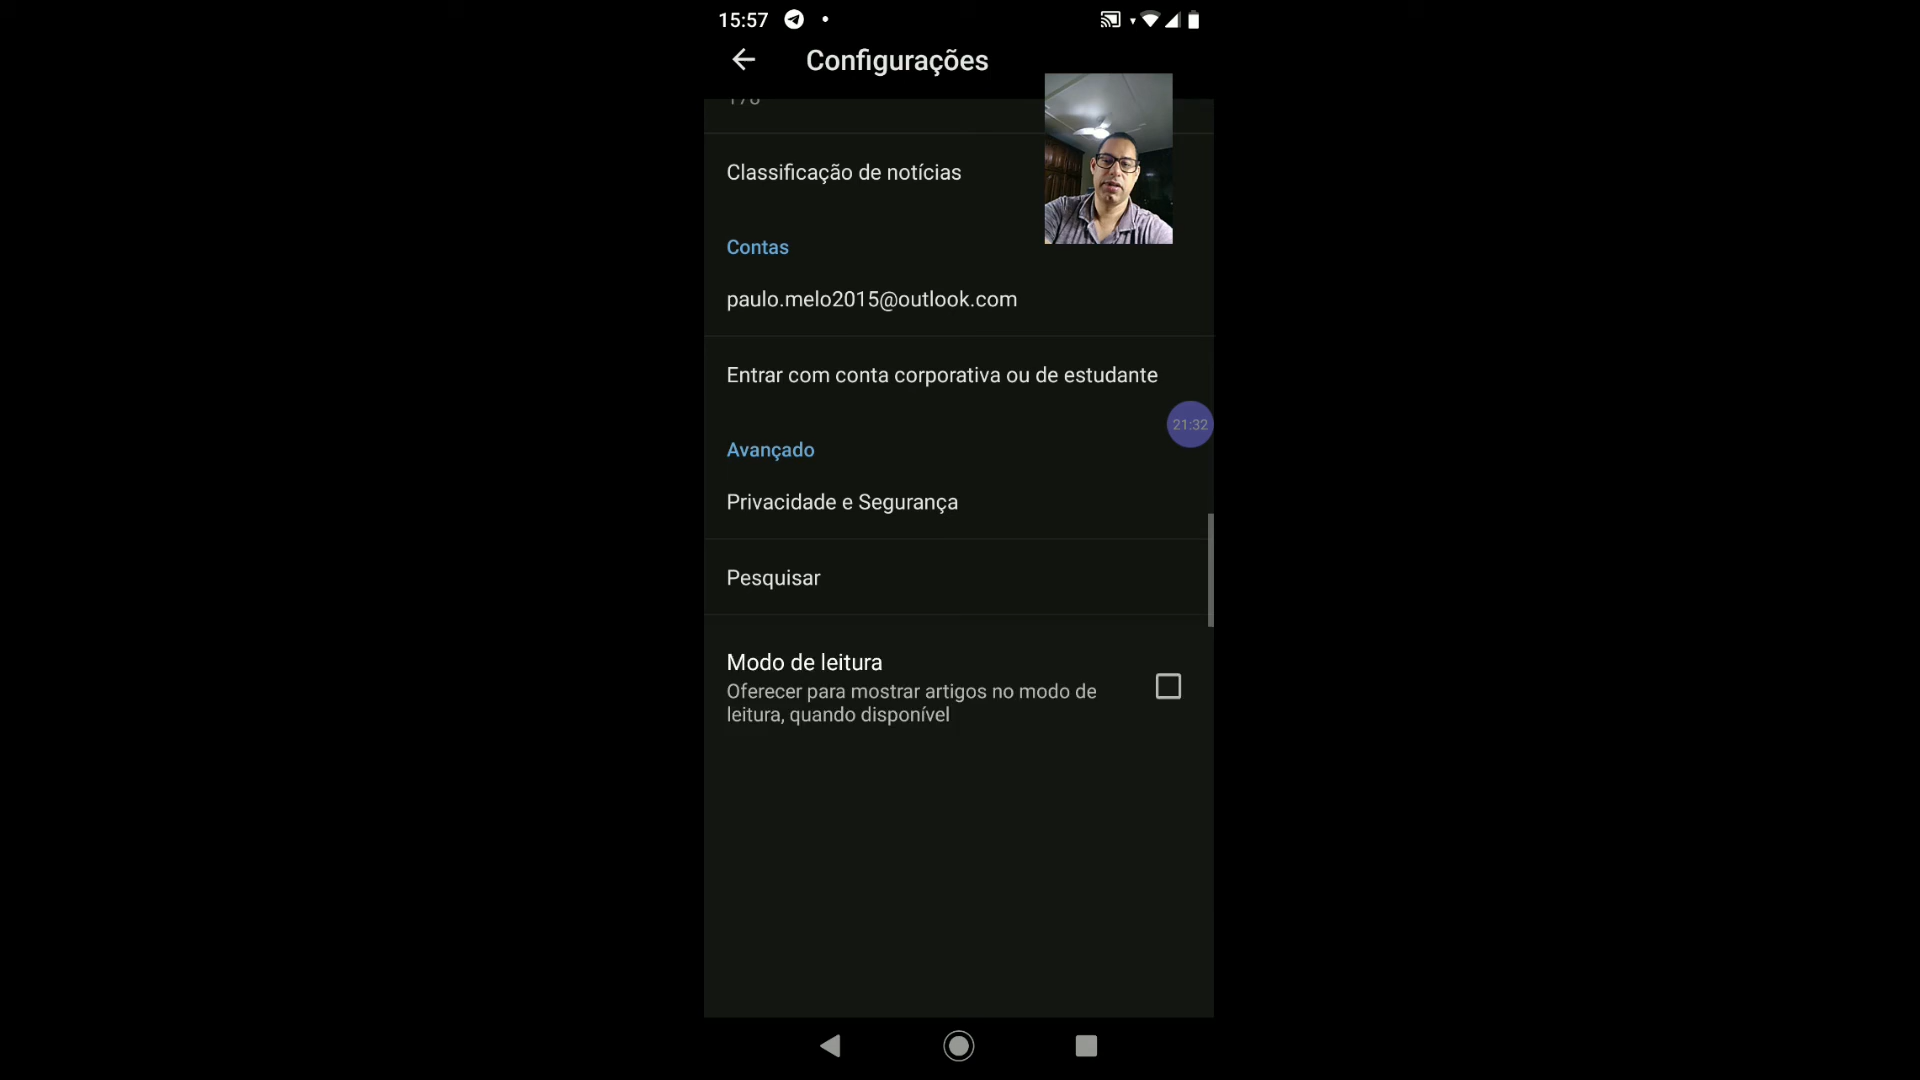 15:57
Configurações
Classificação de notícias
Contas
paulo.melo2015@outlook.com
Entrar com conta corporativa ou de estudante
21:32
Avançado
Privacidade e Segurança
Pesquisar
Modo de leitura
Oferecer para mostrar artigos no modo de
leitura, quando disponível